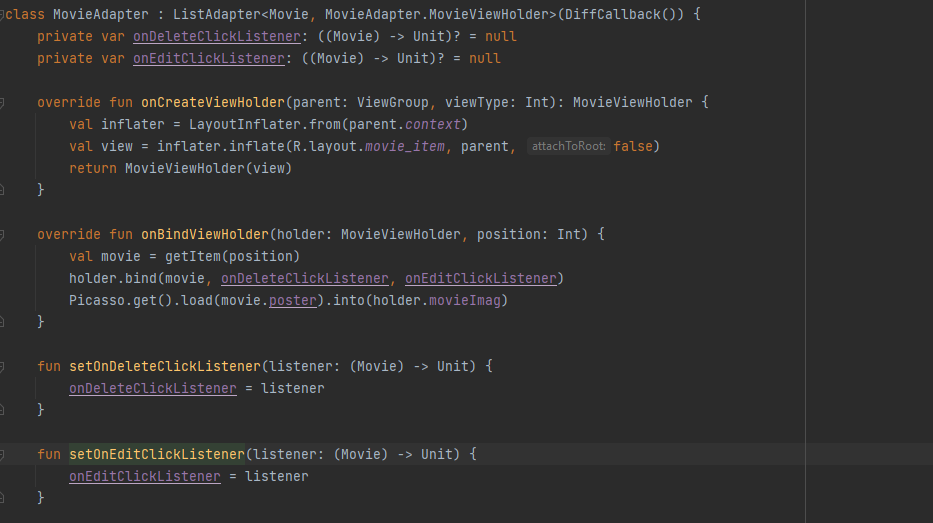 class MovieAdapter : ListAdapter<Movie, MovieAdapter.MovieViewHolder>(DiffCallback()) {
    private var onDeleteClickListener: ((Movie) -> Unit)? = null
    private var onEditClickListener: ((Movie) -> Unit)? = null

    override fun onCreateViewHolder(parent: ViewGroup, viewType: Int): MovieViewHolder {
        val inflater = LayoutInflater.from(parent.context)
        val view = inflater.inflate(R.layout.movie_item, parent, attachToRoot: false)
        return MovieViewHolder(view)
    }

    override fun onBindViewHolder(holder: MovieViewHolder, position: Int) {
        val movie = getItem(position)
        holder.bind(movie, onDeleteClickListener, onEditClickListener)
        Picasso.get().load(movie.poster).into(holder.movieImag)
    }

    fun setOnDeleteClickListener(listener: (Movie) -> Unit) {
        onDeleteClickListener = listener
    }

    fun setOnEditClickListener(listener: (Movie) -> Unit) {
        onEditClickListener = listener
    }